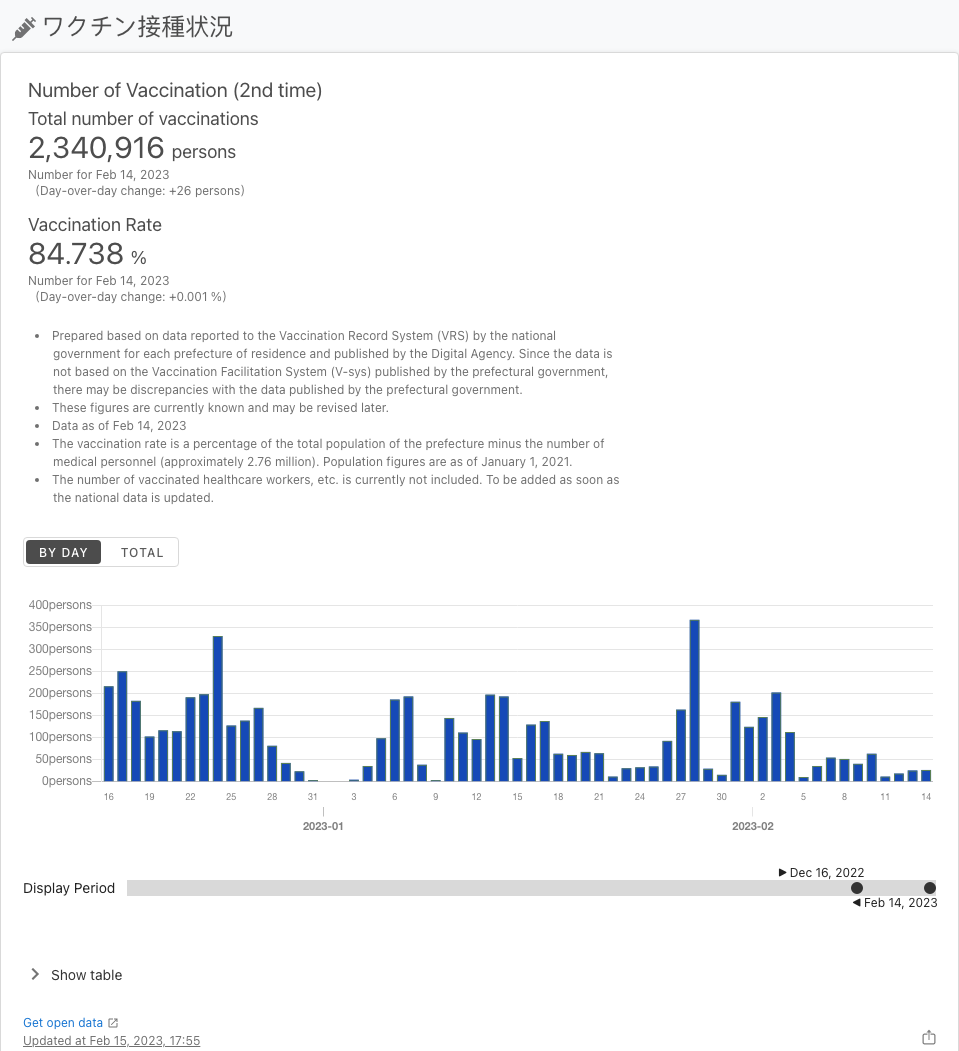 ワクチン接種状況
Number of Vaccination (2nd time)
Total number of vaccinations
2,340,916 persons
Number for Feb 14, 2023
(Day-over-day change: +26 persons)
Vaccination Rate
84.738 %
Number for Feb 14, 2023
(Day-over-day change: +0.001 %)
• Prepared based on data reported to the Vaccination Record System (VRS) by the national
government for each prefecture of residence and published by the Digital Agency. Since the data is
not based on the Vaccination Facilitation System (V-sys) published by the prefectural government,
there may be discrepancies with the data published by the prefectural government.
• These figures are currently known and may be revised later.
• Data as of Feb 14, 2023
• The vaccination rate is a percentage of the total population of the prefecture minus the number of
medical personnel (approximately 2.76 million). Population figures are as of January 1, 2021.
• The number of vaccinated healthcare workers, etc. is currently not included. To be added as soon as
the national data is updated.
BY DAY TOTAL
400persons
350persons
300persons
250persons
200persons
150persons
100persons
50persons
0persons
16 19 22 25 28 31 3 6 9 12 15 18 21 24 27 30 2 5 8 11 14
2023-01 2023-02
Dec 16, 2022
Display Period
Feb 14, 2023
Show table
Get open data
Updated at Feb 15, 2023, 17:55